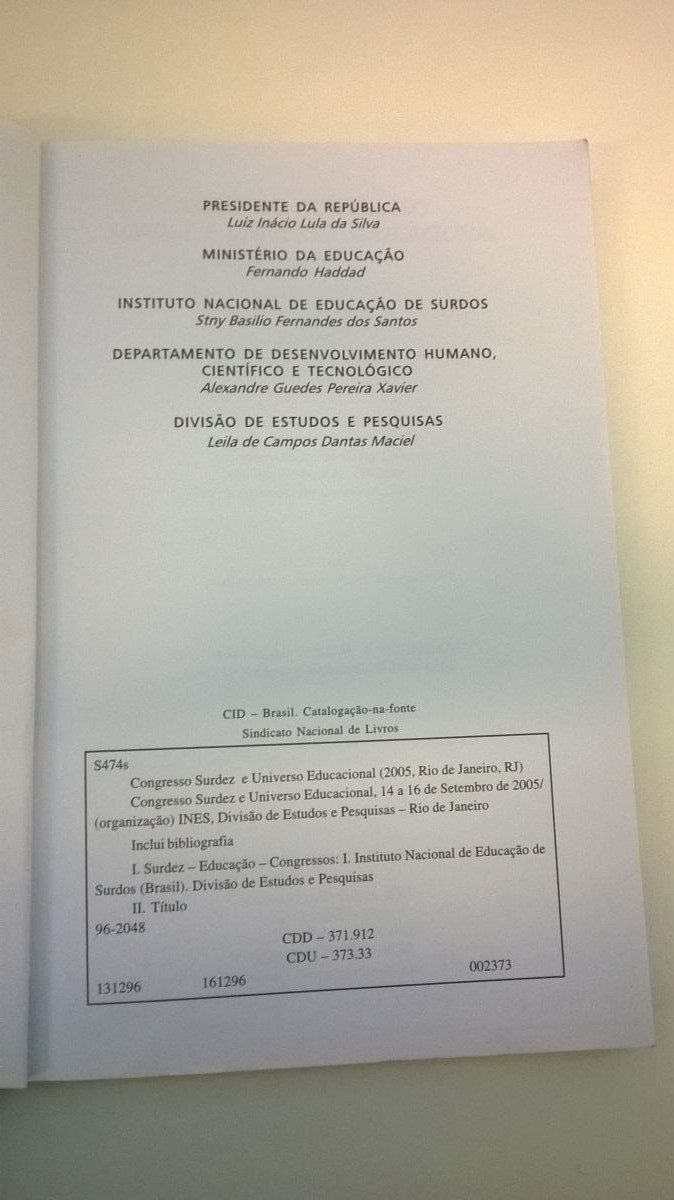 PRESIDENTE DA REPÚBLICA
Luiz Inácio Lula da Silva
MINISTÉRIO DA EDUCAÇÃO
Fernando Haddad
INSTITUTO NACIONAL DE EDUCAÇÃO DE SURDOS
Stny Basilio Fernandes dos Santos
DEPARTAMENTO DE DESENVOLVIMENTO HUMANO,
CIENTÍFICO E TECNOLÓGICO
Alexandre Guedes Pereira Xavier
DIVISÃO DE ESTUDOS E PESQUISAS
Leila de Campos Dantas Maciel
CID – Brasil. Catalogação-na-fonte
Sindicato Nacional de Livros
S474s
Congresso Surdez e Universo Educacional (2005, Rio de Janeiro, RJ)
Congresso Surdez e Universo Educacional, 14 a 16 de Setembro de 2005/
(organização) INES, Divisão de Estudos e Pesquisas – Rio de Janeiro
Inclui bibliografia
I. Surdez – Educação – Congressos: I. Instituto Nacional de Educação de
Surdos (Brasil). Divisão de Estudos e Pesquisas
II. Título
96-2048
CDD – 371.912
CDU – 373.33
131296 161296 002373